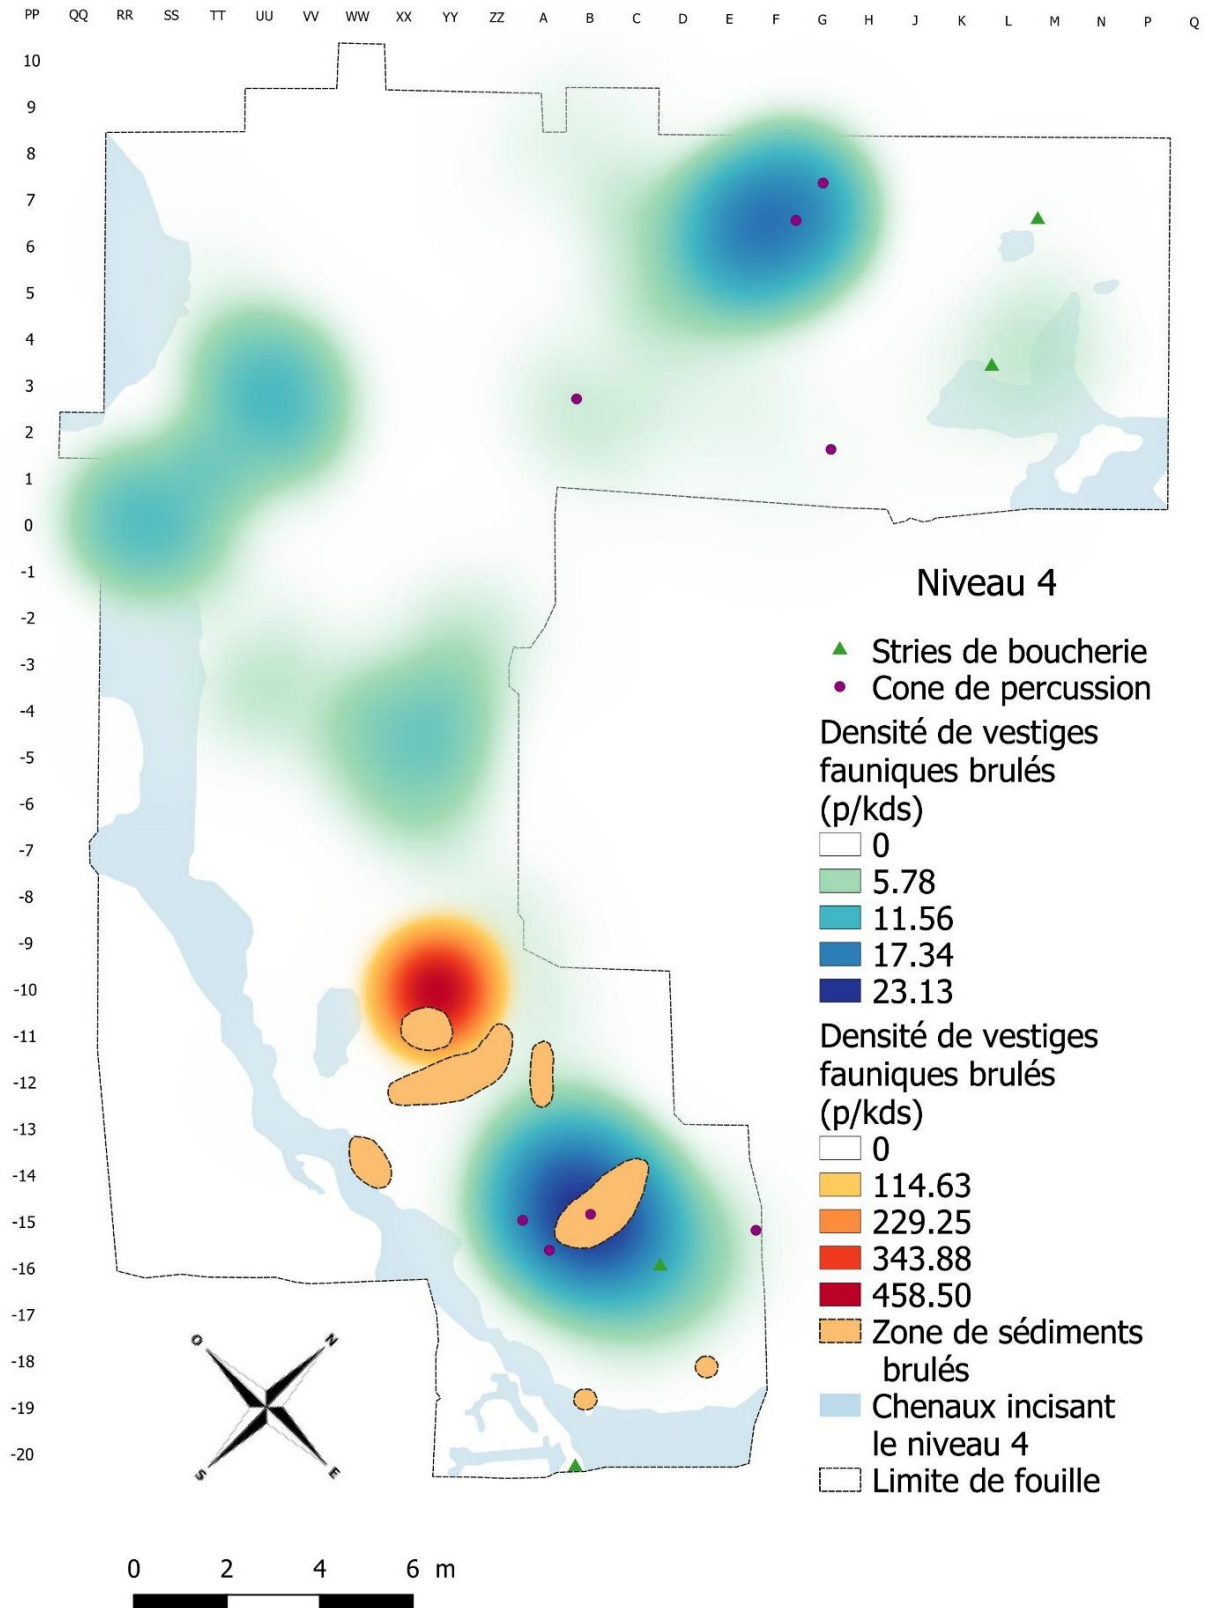 PP QQ RR SS TT UU VV WW XX YY ZZ A B C D E F G H J K L M N P Q
10
9
8
7
6
5
4
3
2
1
0
-1
-2
-3
-4
-5
-6
-7
-8
-9
-10
-11
-12
-13
-14
-15
-16
-17
-18
-19
-20
Niveau 4
Stries de boucherie
Cone de percussion
Densité de vestiges
fauniques brulés
(p/kds)
0
5.78
11.56
17.34
23.13
Densité de vestiges
fauniques brulés
(p/kds)
0
114.63
229.25
343.88
458.50
Zone de sédiments
brulés
Chenaux incisant
le niveau 4
Limite de fouille
O N
S E
0 2 4 6 m